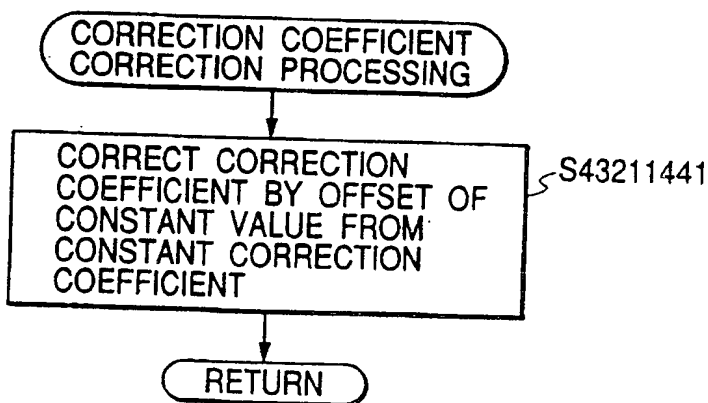 CORRECTION COEFFICIENT
CORRECTION PROCESSING
CORRECT CORRECTION
COEFFICIENT BY OFFSET OF
CONSTANT VALUE FROM
CONSTANT CORRECTION
COEFFICIENT
S43211441
RETURN